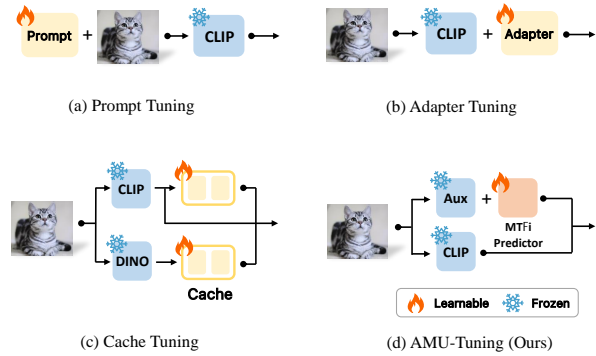 Prompt
+
CLIP
(a) Prompt Tuning
CLIP
+
Adapter
(b) Adapter Tuning
CLIP
DINO
Cache
(c) Cache Tuning
Aux
+
CLIP
MTFi
Predictor
Learnable
Frozen
(d) AMU-Tuning (Ours)